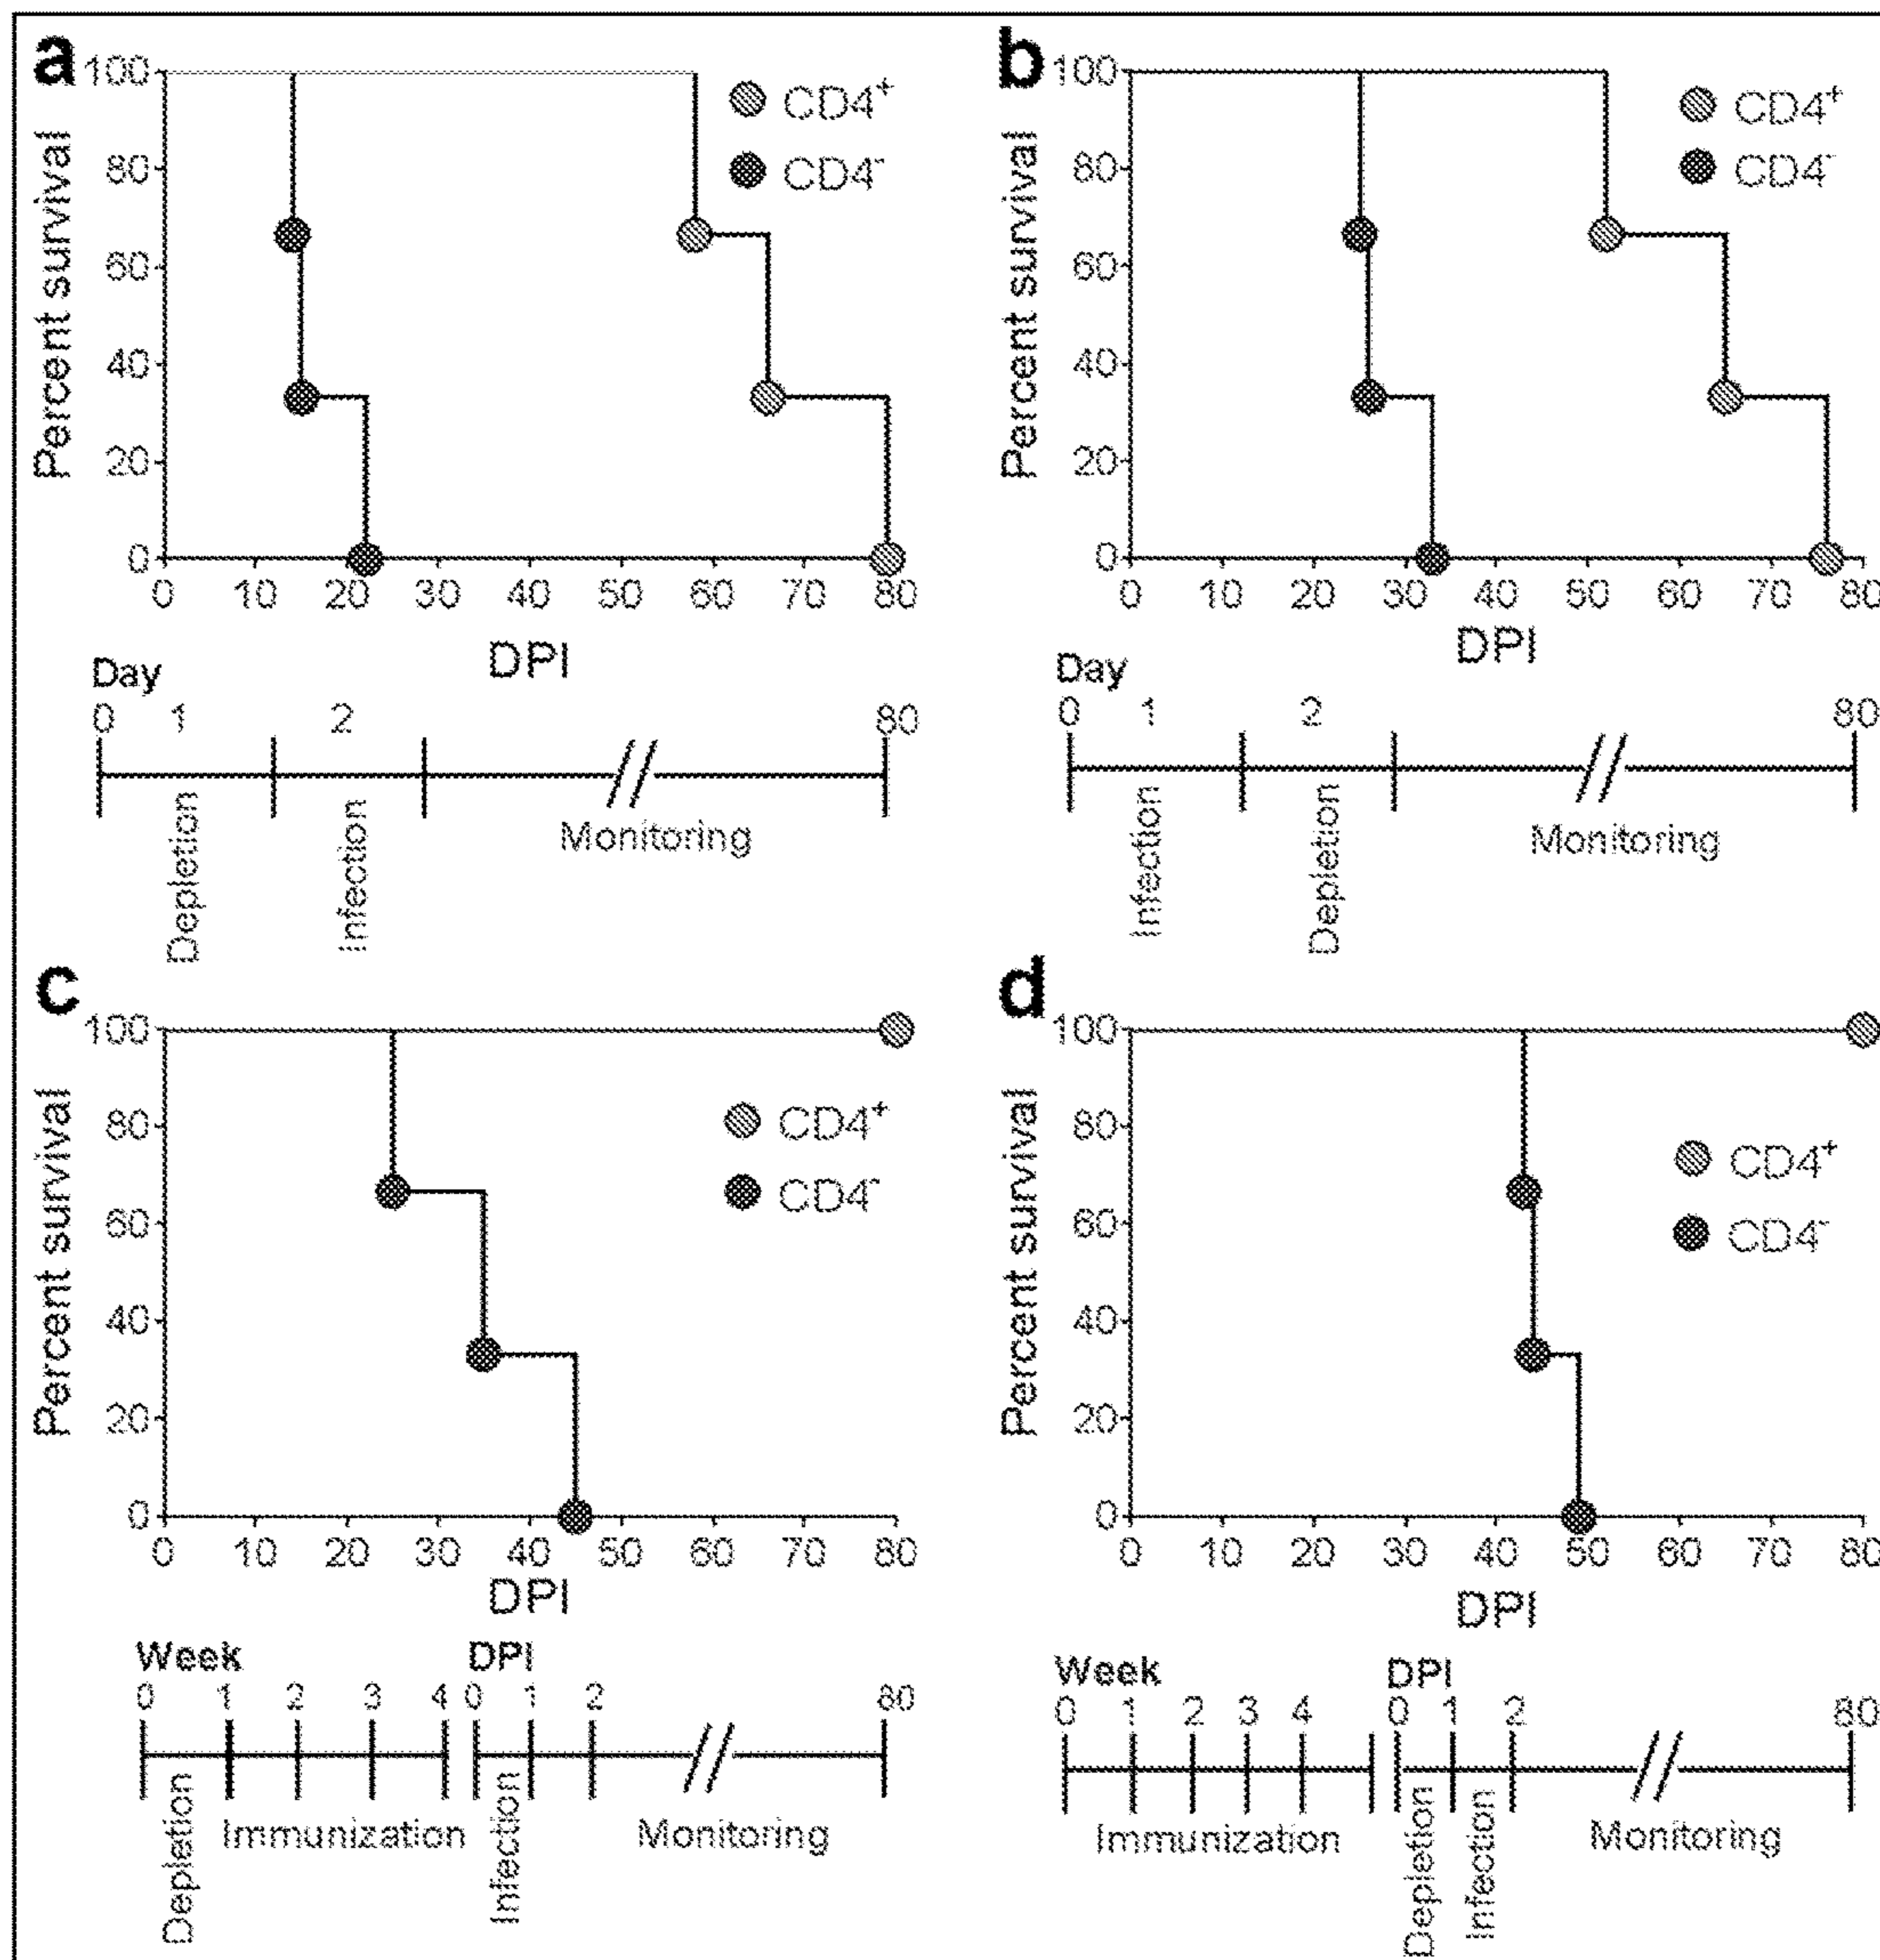 a
100
80
60
40
20
0
Percent survival
CD4⁺
CD4⁻
0 10 20 30 40 50 60 70 80
DPI
Day
0 1 2 80
Depletion
Infection
Monitoring
b
100
80
60
40
20
0
Percent survival
CD4⁺
CD4⁻
0 10 20 30 40 50 60 70 80
DPI
Day
0 1 2 80
Infection
Depletion
Monitoring
c
100
80
60
40
20
0
Percent survival
CD4⁺
CD4⁻
0 10 20 30 40 50 60 70 80
DPI
Week DPI
0 1 2 3 4 0 1 2 80
Depletion
Immunization
Infection
Monitoring
d
100
80
60
40
20
0
Percent survival
CD4⁺
CD4⁻
0 10 20 30 40 50 60 70 80
DPI
Week DPI
0 1 2 3 4 0 1 2 80
Immunization
Depletion
Infection
Monitoring